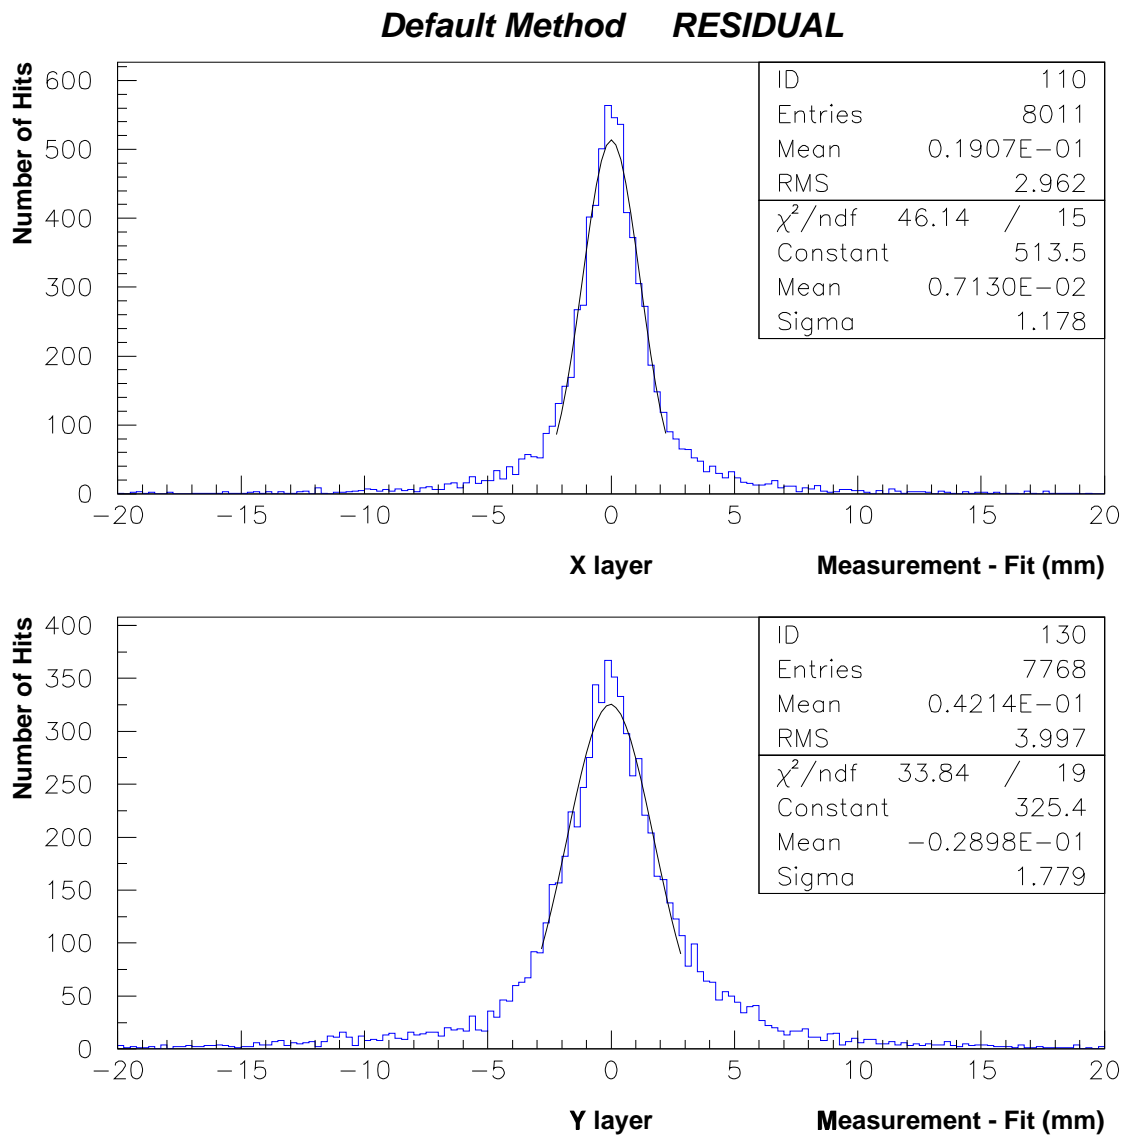 Default Method RESIDUAL
Number of Hits
600
500
400
300
200
100
0
ID 110
Entries 8011
Mean 0.1907E−01
RMS 2.962
χ²/ndf 46.14 / 15
Constant 513.5
Mean 0.7130E−02
Sigma 1.178
−20 −15 −10 −5 0 5 10 15 20
X layer Measurement - Fit (mm)
Number of Hits
400
350
300
250
200
150
100
50
0
ID 130
Entries 7768
Mean 0.4214E−01
RMS 3.997
χ²/ndf 33.84 / 19
Constant 325.4
Mean −0.2898E−01
Sigma 1.779
−20 −15 −10 −5 0 5 10 15 20
Y layer Measurement - Fit (mm)